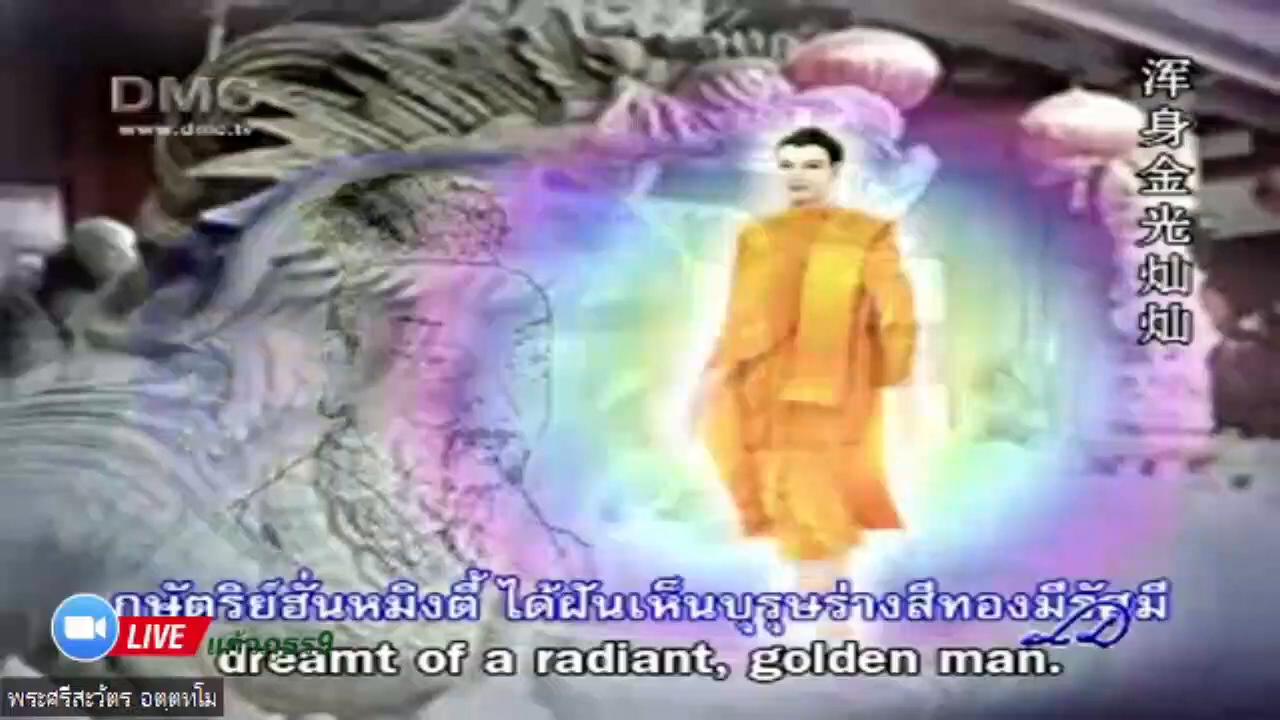 DMC
www.dmc.tv
浑身金光灿灿
กษัตริย์ฮั่นหมิงตี้ ได้ฝันเห็นบุรุษร่างสีทองมีรัศมี
LIVE
dreamt of a radiant, golden man.
พระศรีสะวัตร อตฺตทโม